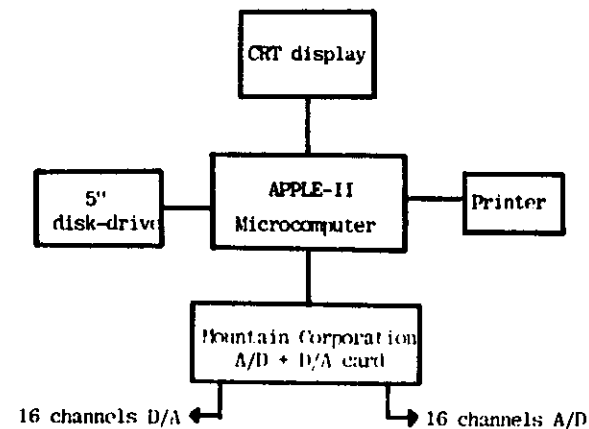 CRT display
5"
disk-drive
APPLE-II
Microcomputer
Printer
Mountain Corporation
A/D + D/A card
16 channels D/A
16 channels A/D